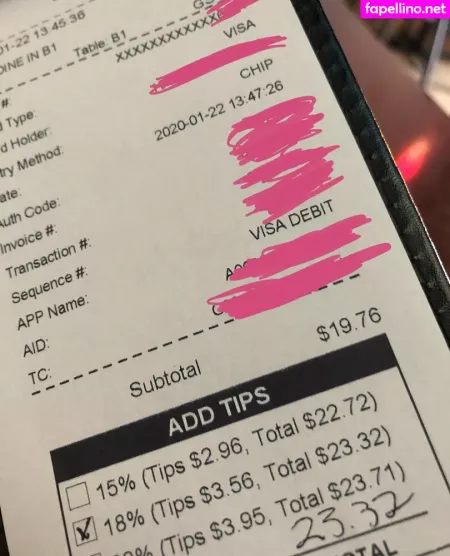 fapellino.net
01-22 13:45:36
DINE IN B1
Table: B1
XXXXXXXXXXXX
#:
VISA
Type:
d Holder:
CHIP
try Method:
2020-01-22 13:47:26
ate:
Auth Code:
Invoice #:
Transaction #:
Sequence #:
VISA DEBIT
APP Name:
AID:
TC:
Subtotal $19.76
ADD TIPS
15% (Tips $2.96, Total $22.72)
18% (Tips $3.56, Total $23.32)
(Tips $3.95, Total $23.71)
23.32
OTAL